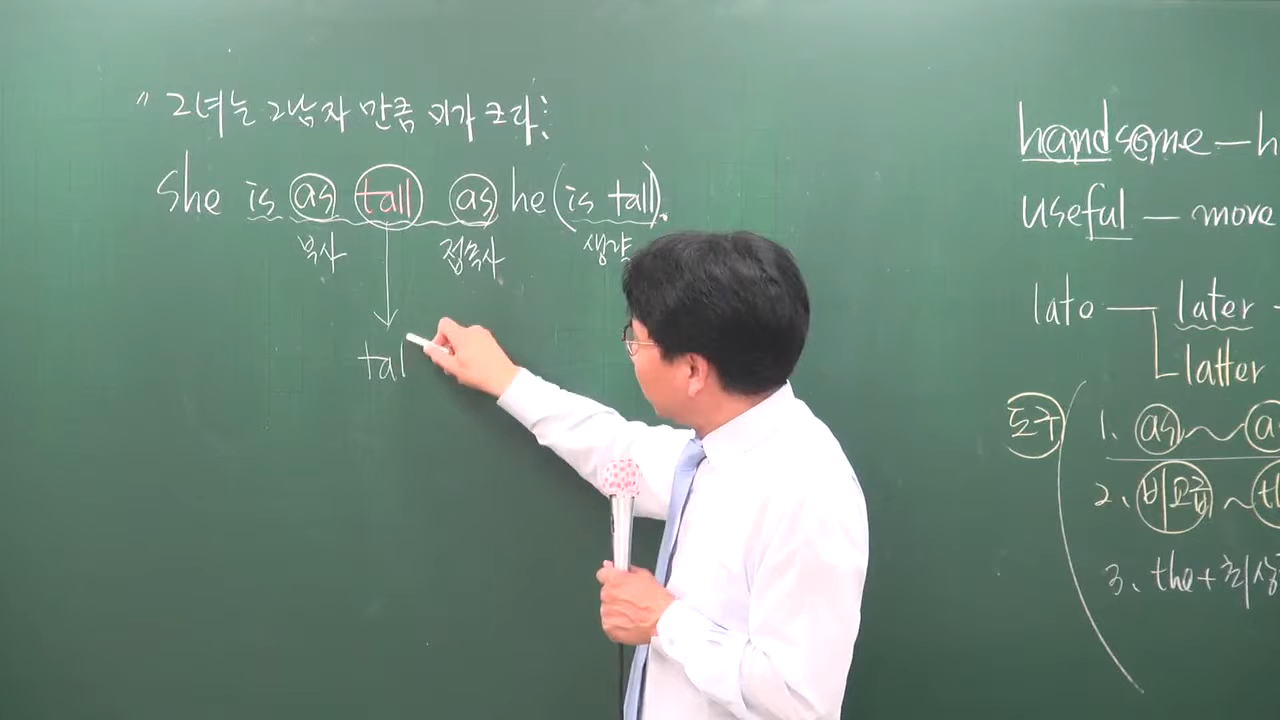 " 그녀는 그남자 만큼 키가 크다
She is as tall as he (is tall).
부사 접속사 생략
tal
handsome — h
useful — more
late — later
latter
도구
1. as ~ a
2. 비교급 ~ th
3. the + 최상